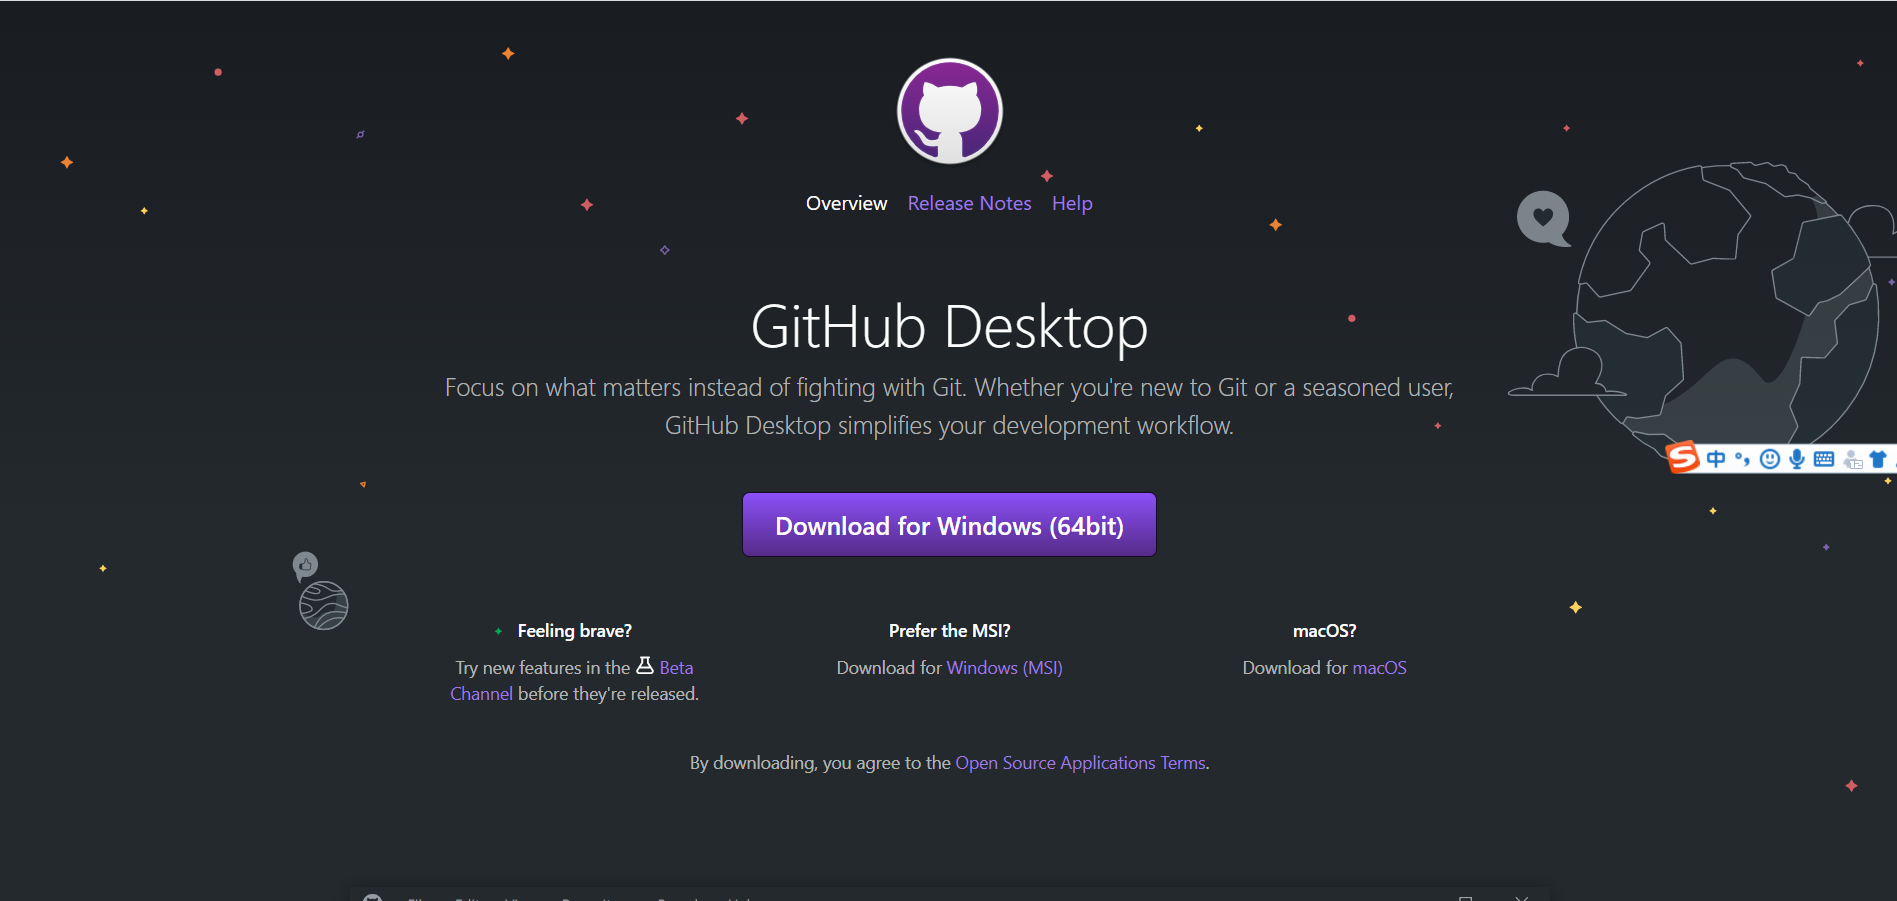 Overview Release Notes Help
GitHub Desktop
Focus on what matters instead of fighting with Git. Whether you're new to Git or a seasoned user,
GitHub Desktop simplifies your development workflow.
中
Download for Windows (64bit)
Feeling brave?
Try new features in the Beta
Channel before they're released.
Prefer the MSI?
Download for Windows (MSI)
macOS?
Download for macOS
By downloading, you agree to the Open Source Applications Terms.